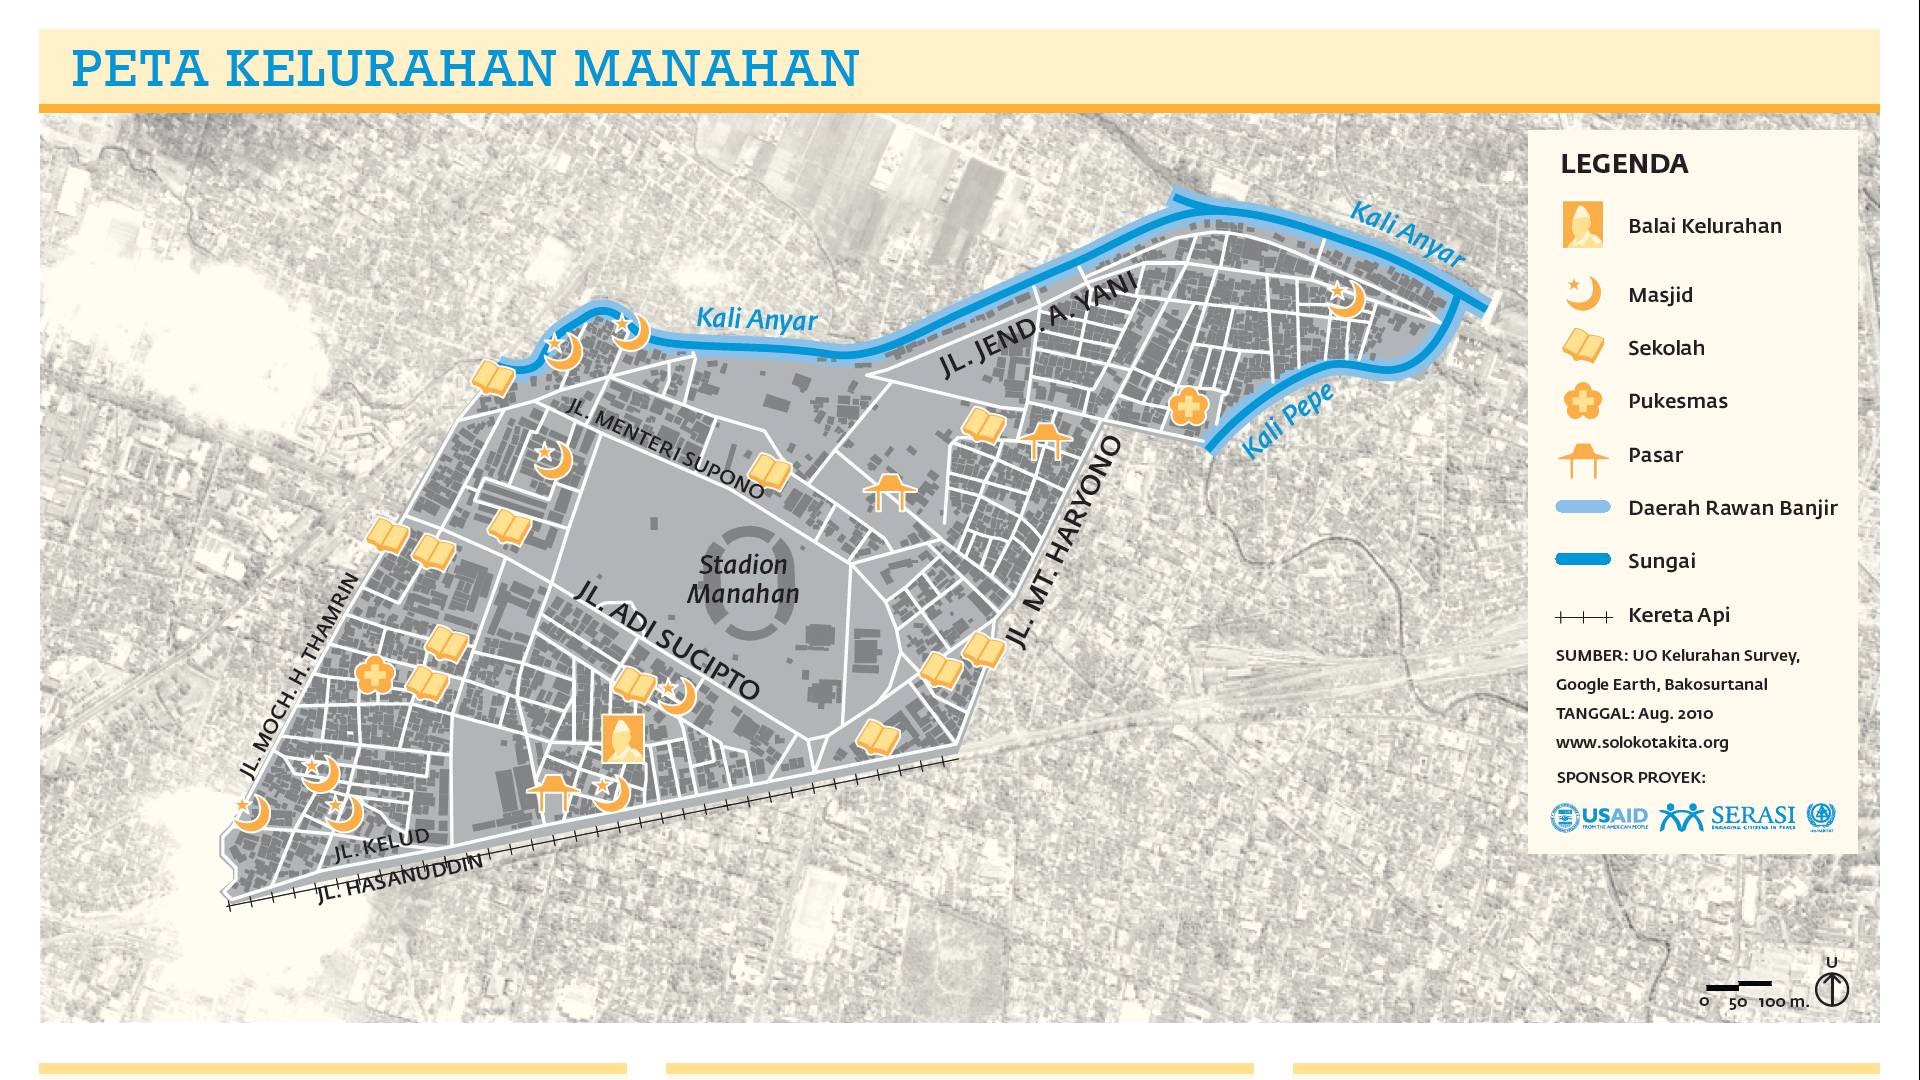 PETA KELURAHAN MANAHAN
Kali Anyar
Kali Anyar
Kali Pepe
JL. JEND. A. YANI
JL. MENTERI SUPONO
JL. MT. HARYONO
Stadion
Manahan
JL. ADI SUCIPTO
JL. MOCH. H. THAMRIN
JL. KELUD
JL. HASANUDDIN
LEGENDA
Balai Kelurahan
Masjid
Sekolah
Pukesmas
Pasar
Daerah Rawan Banjir
Sungai
Kereta Api
SUMBER: UO Kelurahan Survey,
Google Earth, Bakosurtanal
TANGGAL: Aug. 2010
www.solokotakita.org
SPONSOR PROYEK:
USAID
FROM THE AMERICAN PEOPLE
SERASI
ENGAGING CITIZENS IN PEACE
UN-HABITAT
U
0 50 100 m.